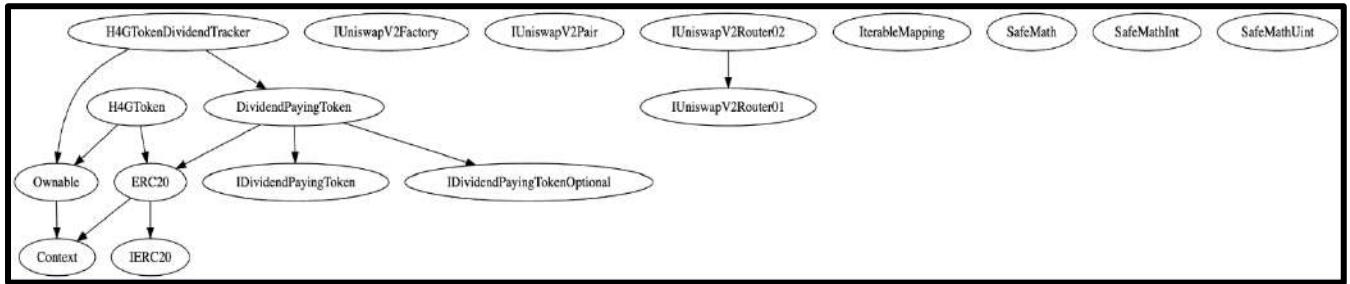 H4GTokenDividendTracker IUniswapV2Factory IUniswapV2Pair IUniswapV2Router02 IterableMapping SafeMath SafeMathInt SafeMathUint
H4GToken DividendPayingToken IUniswapV2Router01
Ownable ERC20 IDividendPayingToken IDividendPayingTokenOptional
Context IERC20